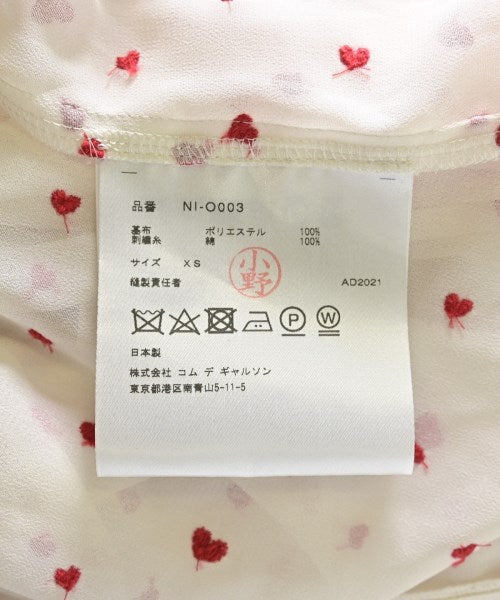 品番 NI-O003
基布 ポリエステル 100%
刺繍糸 綿 100%
サイズ XS
小野
縫製責任者 AD2021
P W
日本製
株式会社 コム デ ギャルソン
東京都港区南青山5-11-5